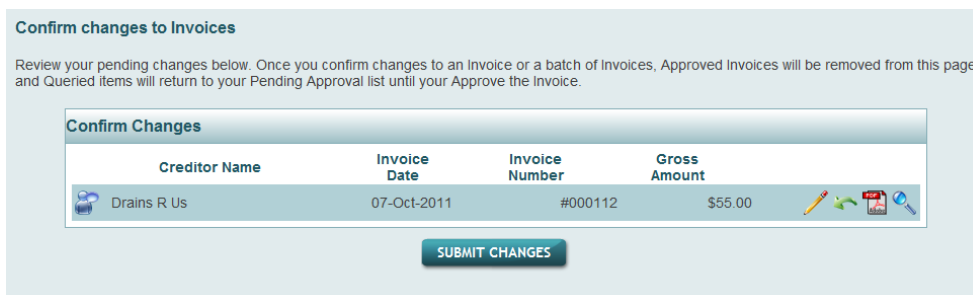 Confirm changes to Invoices
Review your pending changes below. Once you confirm changes to an Invoice or a batch of Invoices, Approved Invoices will be removed from this page
and Queried items will return to your Pending Approval list until your Approve the Invoice.
Confirm Changes
Creditor Name Invoice Date Invoice Number Gross Amount
Drains R Us 07-Oct-2011 #000112 $55.00 PDF
SUBMIT CHANGES